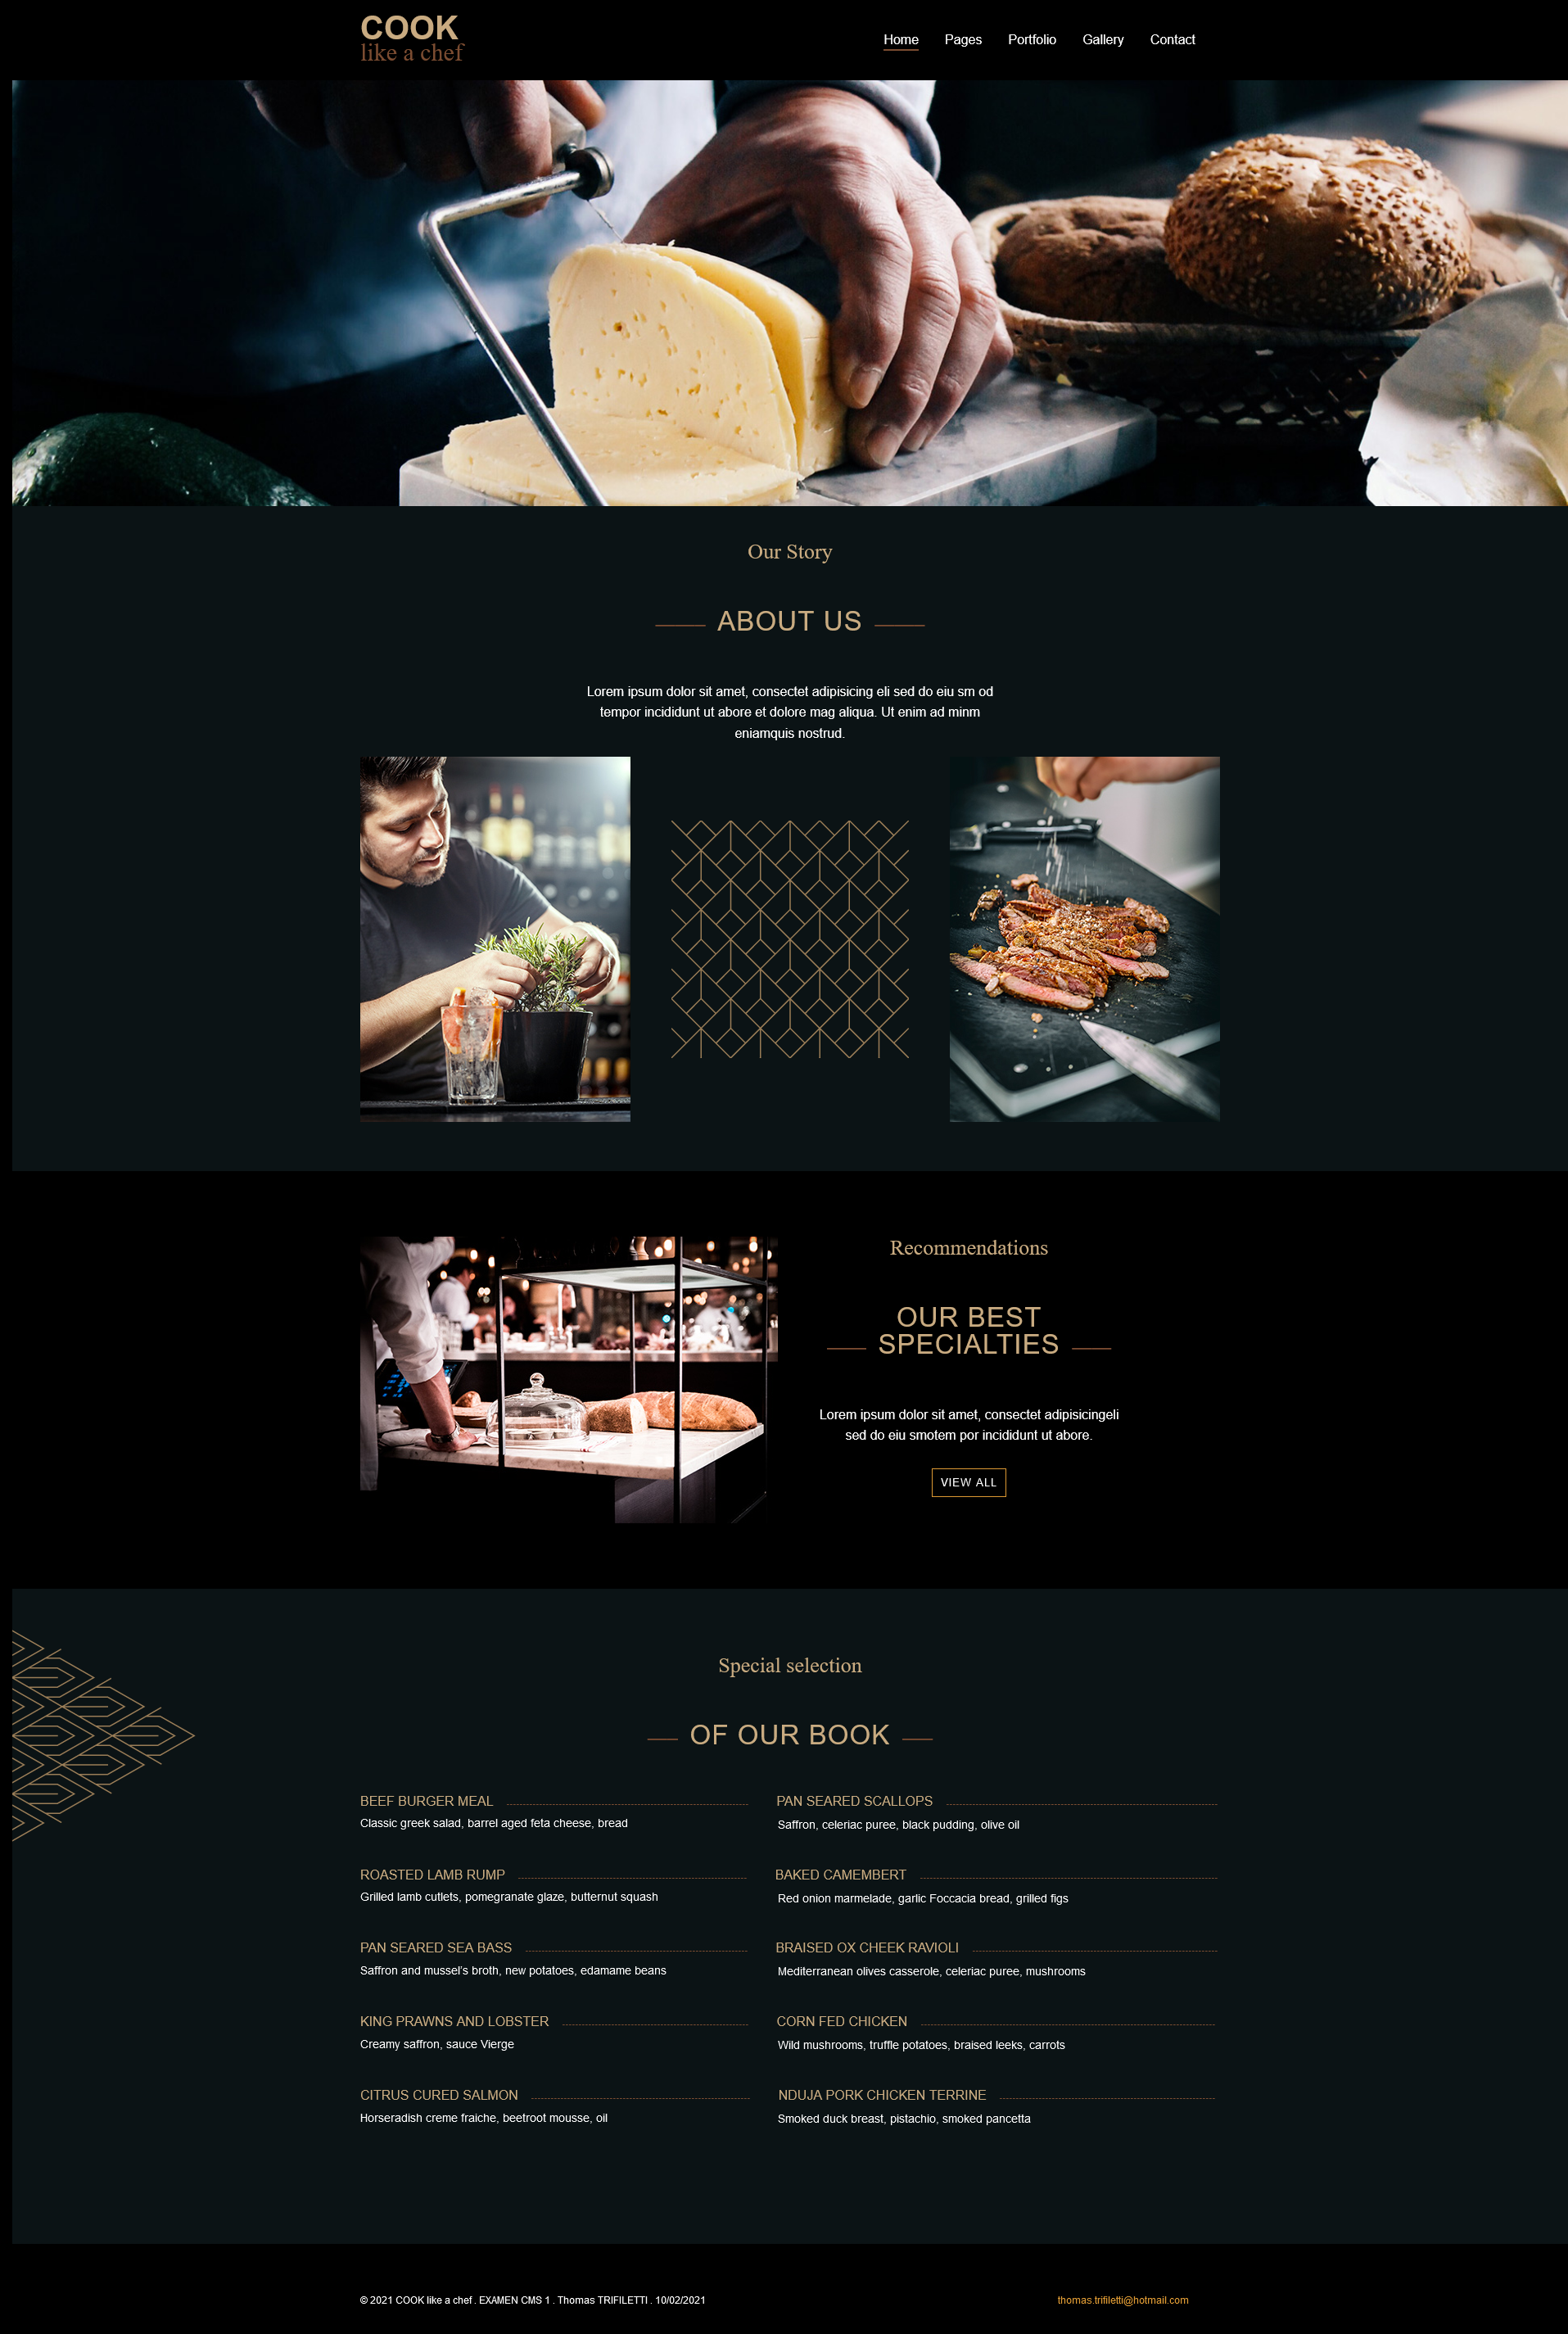 COOK
like a chef
Home Pages Portfolio Gallery Contact
Our Story
ABOUT US
Lorem ipsum dolor sit amet, consectet adipisicing eli sed do eiu sm od
tempor incididunt ut abore et dolore mag aliqua. Ut enim ad minm
eniamquis nostrud.
Recommendations
OUR BEST
SPECIALTIES
Lorem ipsum dolor sit amet, consectet adipisicingeli
sed do eiu smotem por incididunt ut abore.
VIEW ALL
Special selection
OF OUR BOOK
BEEF BURGER MEAL
Classic greek salad, barrel aged feta cheese, bread
PAN SEARED SCALLOPS
Saffron, celeriac puree, black pudding, olive oil
ROASTED LAMB RUMP
Grilled lamb cutlets, pomegranate glaze, butternut squash
BAKED CAMEMBERT
Red onion marmelade, garlic Foccacia bread, grilled figs
PAN SEARED SEA BASS
Saffron and mussel's broth, new potatoes, edamame beans
BRAISED OX CHEEK RAVIOLI
Mediterranean olives casserole, celeriac puree, mushrooms
KING PRAWNS AND LOBSTER
Creamy saffron, sauce Vierge
CORN FED CHICKEN
Wild mushrooms, truffle potatoes, braised leeks, carrots
CITRUS CURED SALMON
Horseradish creme fraiche, beetroot mousse, oil
NDUJA PORK CHICKEN TERRINE
Smoked duck breast, pistachio, smoked pancetta
© 2021 COOK like a chef . EXAMEN CMS 1 . Thomas TRIFILETTI . 10/02/2021
thomas.trifiletti@hotmail.com